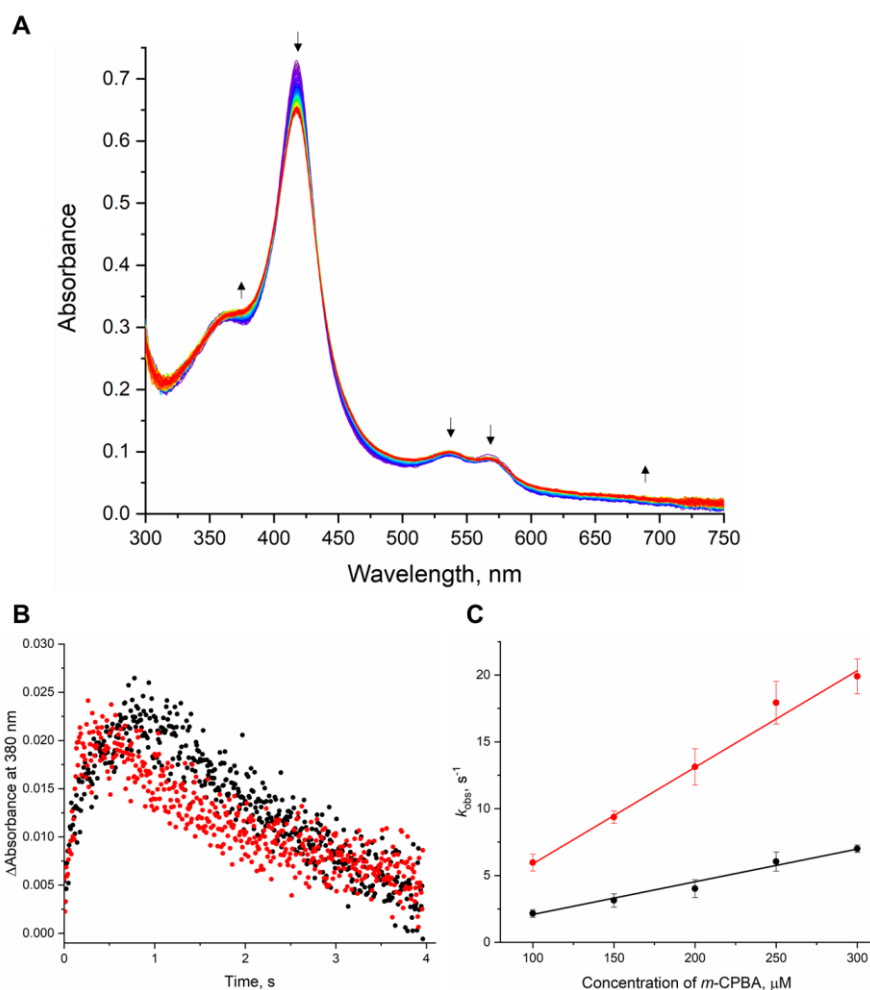 A
Absorbance
0.7
0.6
0.5
0.4
0.3
0.2
0.1
0.0
300 350 400 450 500 550 600 650 700 750
Wavelength, nm
B
ΔAbsorbance at 380 nm
0.030
0.025
0.020
0.015
0.010
0.005
0.000
0 1 2 3 4
Time, s
C
kobs, s-1
20
15
10
5
0
100 150 200 250 300
Concentration of m-CPBA, μM